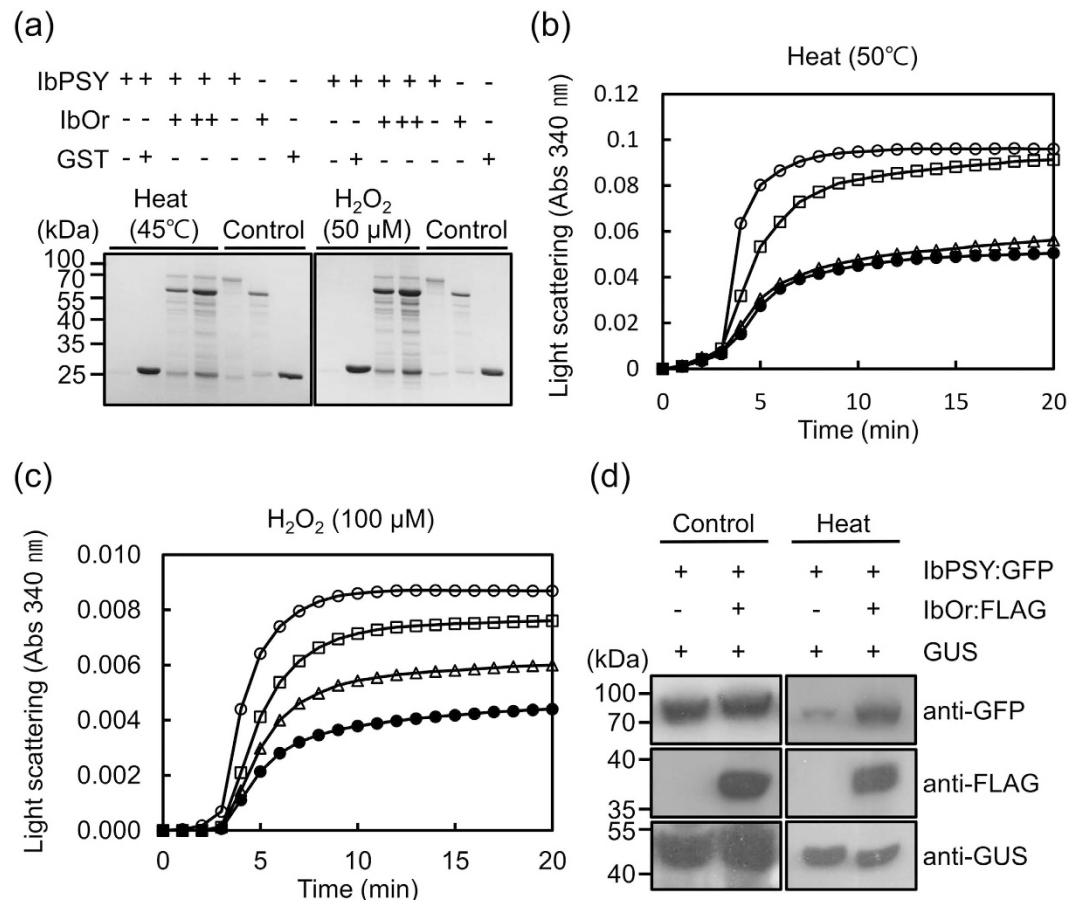 (a)
IbPSY ++ + + + - - +++ + + - -
IbOr -- + ++ - + - -- + ++ - + -
GST -+ - - - - + -+ - - - - +
Heat
(45℃) Control
H₂O₂
(50 µM) Control
(kDa)
100
70
55
40
35
25
(b)
Heat (50℃)
Light scattering (Abs 340 ㎚)
0.12
0.1
0.08
0.06
0.04
0.02
0
0 5 10 15 20
Time (min)
(c)
H₂O₂ (100 µM)
Light scattering (Abs 340 ㎚)
0.010
0.008
0.006
0.004
0.002
0.000
0 5 10 15 20
Time (min)
(d)
Control Heat
+ + + + IbPSY:GFP
- + - + IbOr:FLAG
+ + + + GUS
(kDa)
100
70
anti-GFP
40
35
anti-FLAG
55
40
anti-GUS